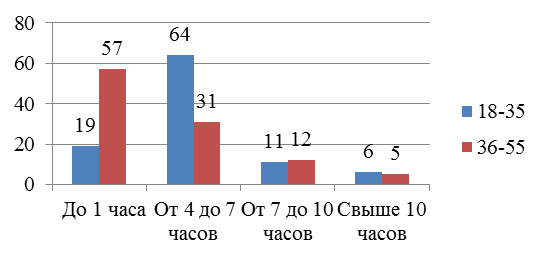 80
60
40
20
0
19
57
64
31
11
12
6
5
До 1 часа
От 4 до 7
часов
От 7 до 10
часов
Свыше 10
часов
18-35
36-55